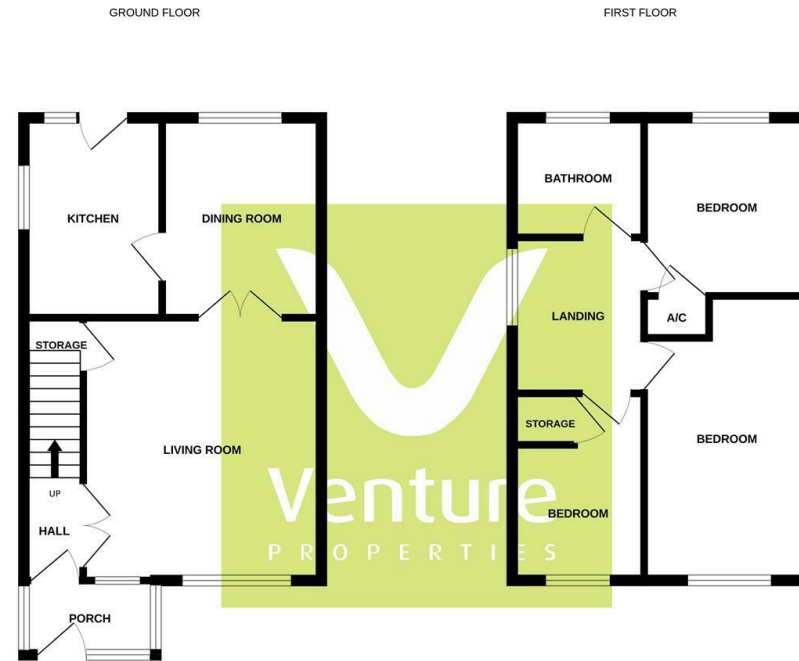 GROUND FLOOR
FIRST FLOOR
KITCHEN
DINING ROOM
STORAGE
LIVING ROOM
UP
HALL
PORCH
BATHROOM
BEDROOM
LANDING
A/C
STORAGE
BEDROOM
BEDROOM
Venture
PROPERTIES